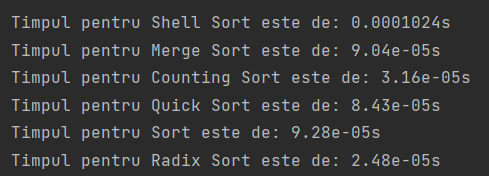 Timpul pentru Shell Sort este de: 0.0001024s
Timpul pentru Merge Sort este de: 9.04e-05s
Timpul pentru Counting Sort este de: 3.16e-05s
Timpul pentru Quick Sort este de: 8.43e-05s
Timpul pentru Sort este de: 9.28e-05s
Timpul pentru Radix Sort este de: 2.48e-05s